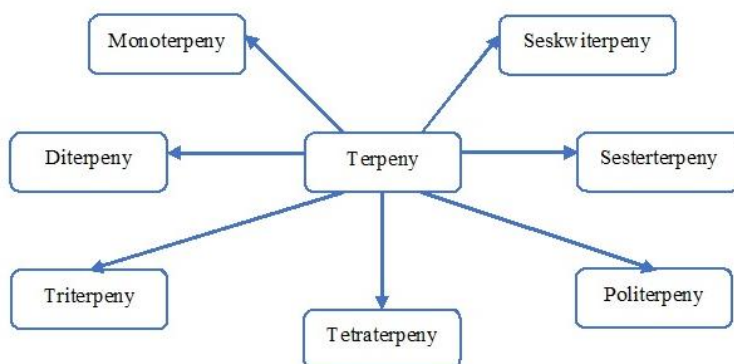 Monoterpeny
Seskwiterpeny
Diterpeny
Terpeny
Sesterterpeny
Triterpeny
Tetraterpeny
Politerpeny